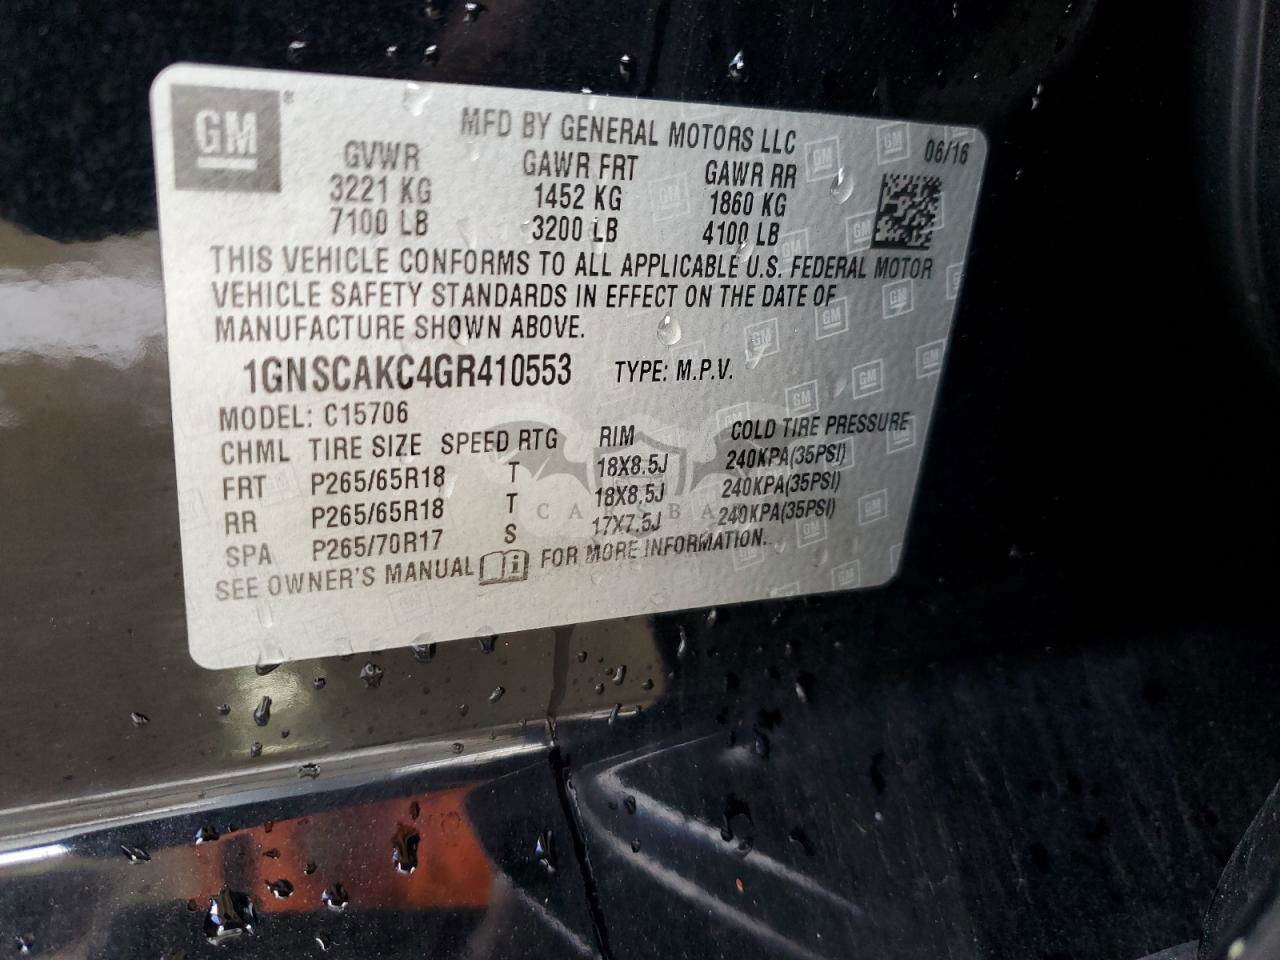 GM ®
MFD BY GENERAL MOTORS LLC
06/16
GVWR GAWR FRT GAWR RR
3221 KG 1452 KG 1860 KG
7100 LB 3200 LB 4100 LB
THIS VEHICLE CONFORMS TO ALL APPLICABLE U.S. FEDERAL MOTOR
VEHICLE SAFETY STANDARDS IN EFFECT ON THE DATE OF
MANUFACTURE SHOWN ABOVE.
1GNSCAKC4GR410553 TYPE: M.P.V.
MODEL: C15706
CHML TIRE SIZE SPEED RTG RIM COLD TIRE PRESSURE
FRT P265/65R18 T 18X8.5J 240KPA(35PSI)
RR P265/65R18 T 18X8.5J 240KPA(35PSI)
SPA P265/70R17 S 17X7.5J 240KPA(35PSI)
SEE OWNER'S MANUAL FOR MORE INFORMATION.